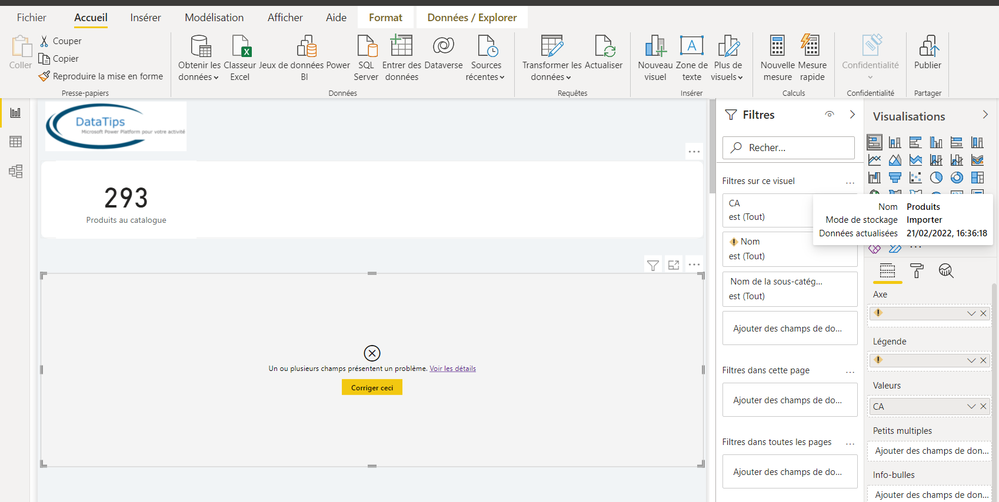 Fichier
Accueil
Insérer
Modélisation
Afficher
Aide
Format
Données / Explorer
Coller
Couper
Copier
Reproduire la mise en forme
Presse-papiers
Obtenir les données
Classeur Excel
Jeux de données Power BI
SQL Server
Entrer des données
Dataverse
Sources récentes
Données
Transformer les données
Actualiser
Requêtes
Nouveau visuel
Zone de texte
Plus de visuels
Insérer
Nouvelle mesure
Mesure rapide
Calculs
Confidentialité
Confidentialité
Publier
Partager
DataTips
Microsoft Power Platform pour votre activité
293
Produits au catalogue
Un ou plusieurs champs présentent un problème. Voir les détails
Corriger ceci
Filtres
Recher...
Filtres sur ce visuel
CA
est (Tout)
Nom
est (Tout)
Nom de la sous-catég...
est (Tout)
Ajouter des champs de do...
Filtres dans cette page
Ajouter des champs de do...
Filtres dans toutes les pages
Ajouter des champs de do...
Visualisations
Nom Produits
Mode de stockage Importer
Données actualisées 21/02/2022, 16:36:18
Axe
Légende
Valeurs
CA
Petits multiples
Ajouter des champs de don...
Info-bulles
Ajouter des champs de don...